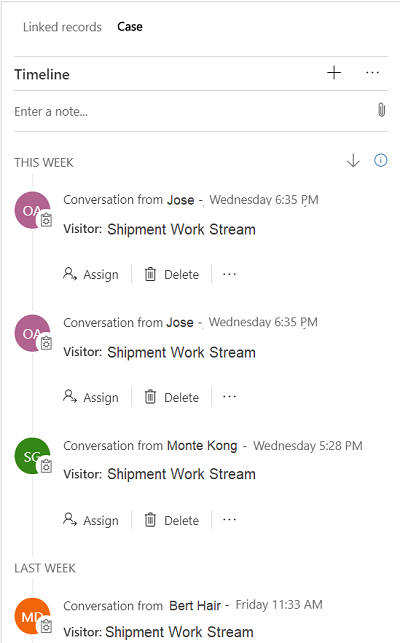 Linked records Case
Timeline
Enter a note...
THIS WEEK
OA Conversation from Jose - Wednesday 6:35 PM
Visitor: Shipment Work Stream
Assign Delete
OA Conversation from Jose - Wednesday 6:35 PM
Visitor: Shipment Work Stream
Assign Delete
SG Conversation from Monte Kong - Wednesday 5:28 PM
Visitor: Shipment Work Stream
Assign Delete
LAST WEEK
MD Conversation from Bert Hair - Friday 11:33 AM
Visitor: Shipment Work Stream